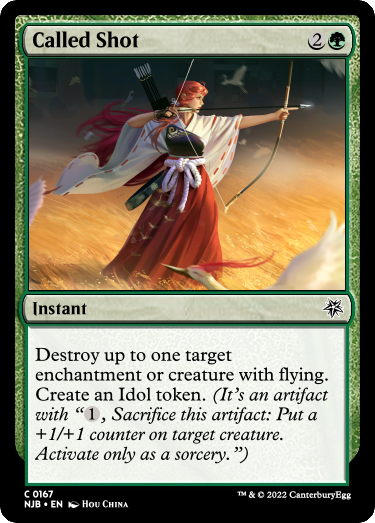 Called Shot 2
Instant
Destroy up to one target
enchantment or creature with flying.
Create an Idol token. (It's an artifact
with “1, Sacrifice this artifact: Put a
+1/+1 counter on target creature.
Activate only as a sorcery.”)
C 0167
NJB • EN Hou China
™ & © 2022 CanterburyEgg